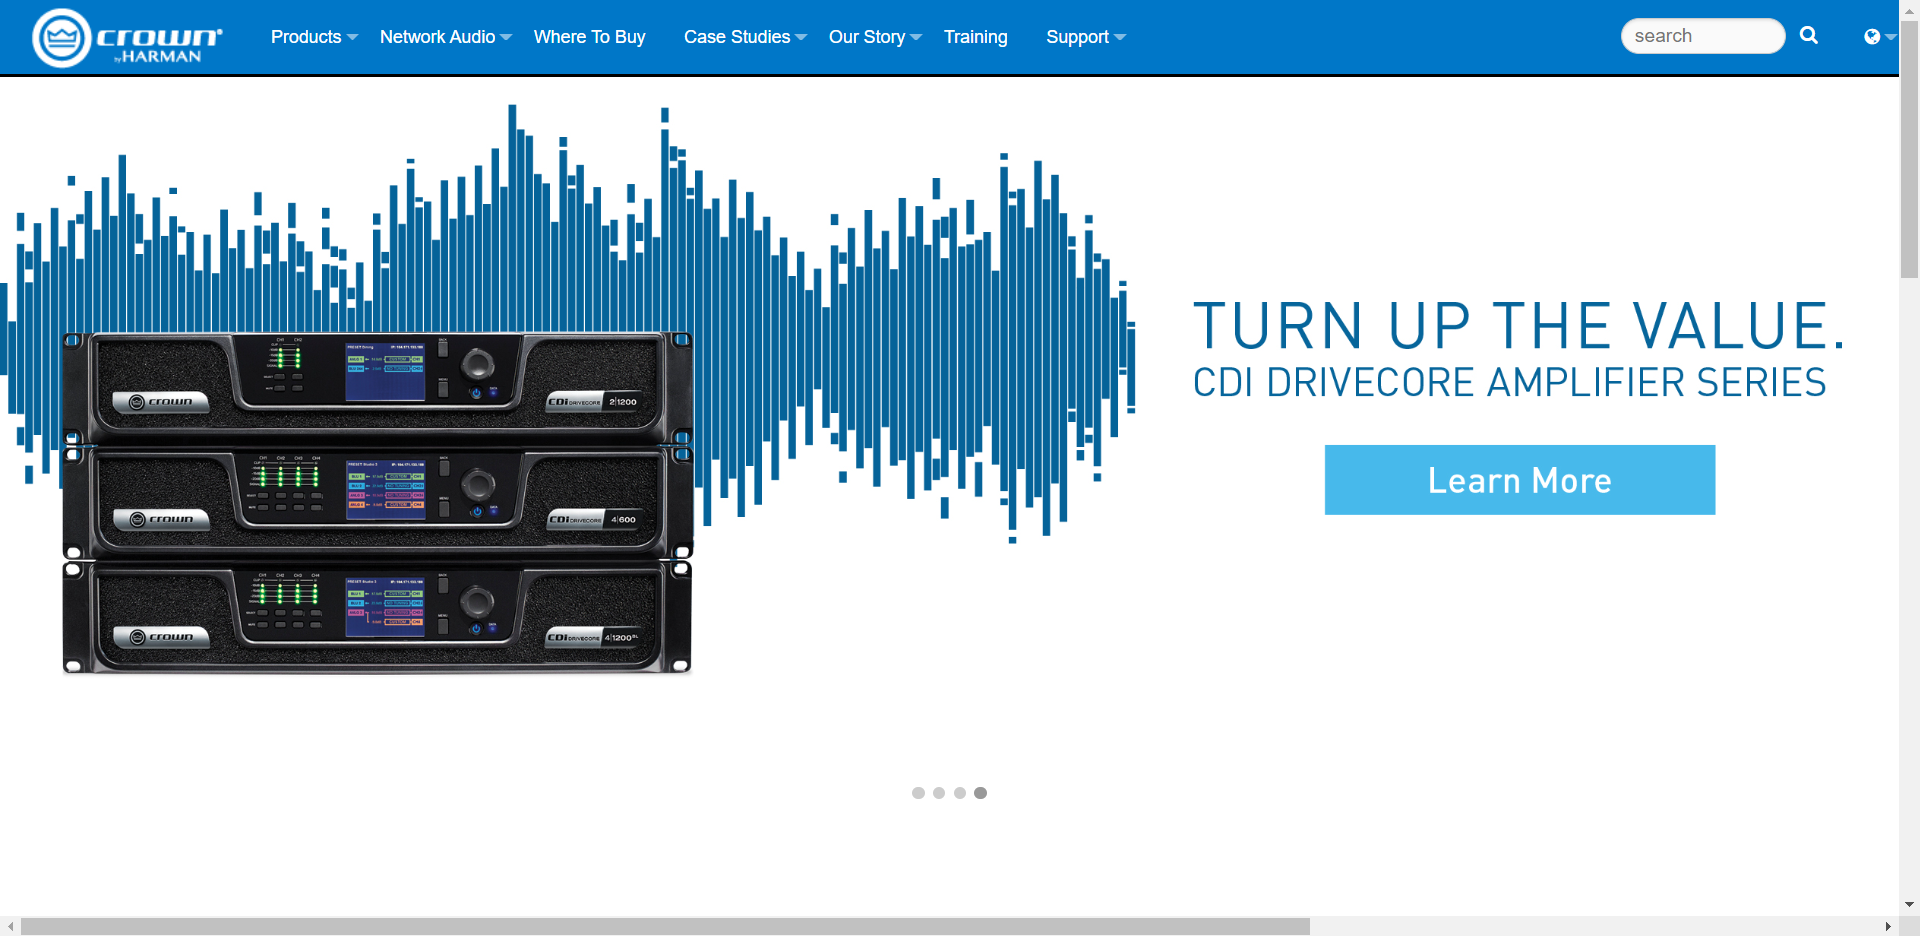 crown
by HARMAN
Products
Network Audio
Where To Buy
Case Studies
Our Story
Training
Support
search
TURN UP THE VALUE.
CDI DRIVECORE AMPLIFIER SERIES
Learn More
crown
CDi DRIVECORE 2|1200
crown
CDi DRIVECORE 4|600
crown
CDi DRIVECORE 4|1200